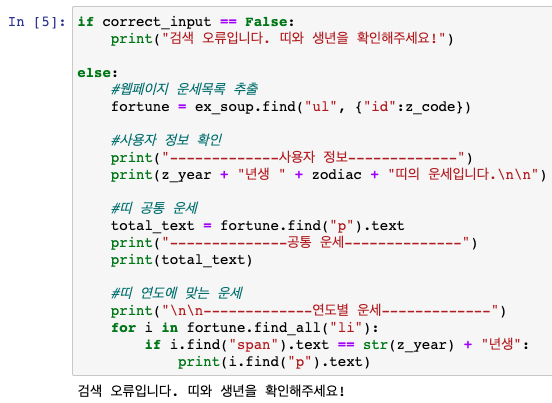 In [5]: if correct_input == False:
    print("검색 오류입니다. 띠와 생년을 확인해주세요!")

else:
    #웹페이지 운세목록 추출
    fortune = ex_soup.find("ul", {"id":z_code})

    #사용자 정보 확인
    print("-------------사용자 정보-------------")
    print(z_year + "년생 " + zodiac + "띠의 운세입니다.\n\n")

    #띠 공통 운세
    total_text = fortune.find("p").text
    print("--------------공통 운세--------------")
    print(total_text)

    #띠 연도에 맞는 운세
    print("\n\n-------------연도별 운세-------------")
    for i in fortune.find_all("li"):
        if i.find("span").text == str(z_year) + "년생":
            print(i.find("p").text)

검색 오류입니다. 띠와 생년을 확인해주세요!